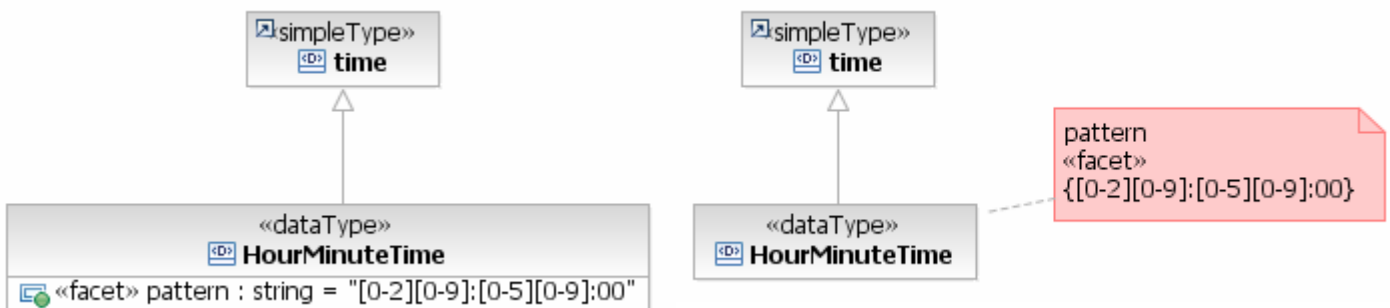 simpleType»
time
«dataType»
HourMinuteTime
«facet» pattern : string = "[0-2][0-9]:[0-5][0-9]:00"
simpleType»
time
«dataType»
HourMinuteTime
pattern
«facet»
{[0-2][0-9]:[0-5][0-9]:00}